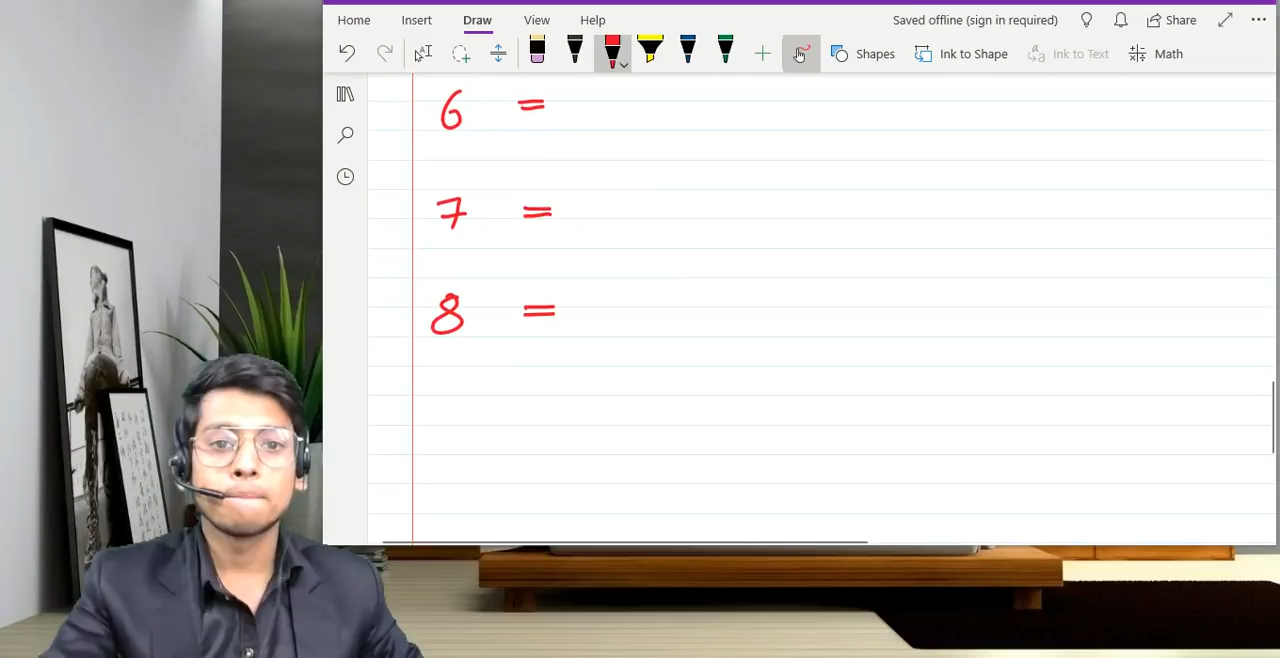 Home Insert Draw View Help Saved offline (sign in required) Share
Shapes Ink to Shape Ink to Text Math
6 =
7 =
8 =